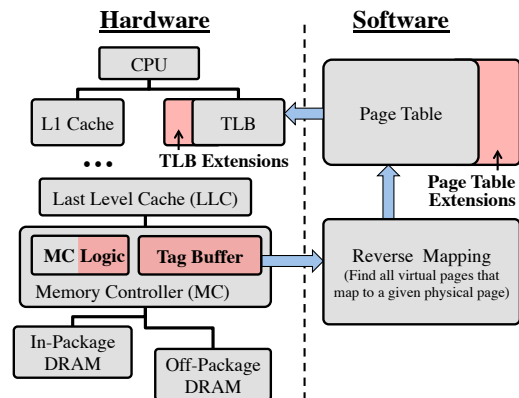 Hardware
Software
CPU
L1 Cache
TLB
TLB Extensions
...
Last Level Cache (LLC)
MC Logic
Tag Buffer
Memory Controller (MC)
In-Package
DRAM
Off-Package
DRAM
Page Table
Page Table
Extensions
Reverse Mapping
(Find all virtual pages that
map to a given physical page)